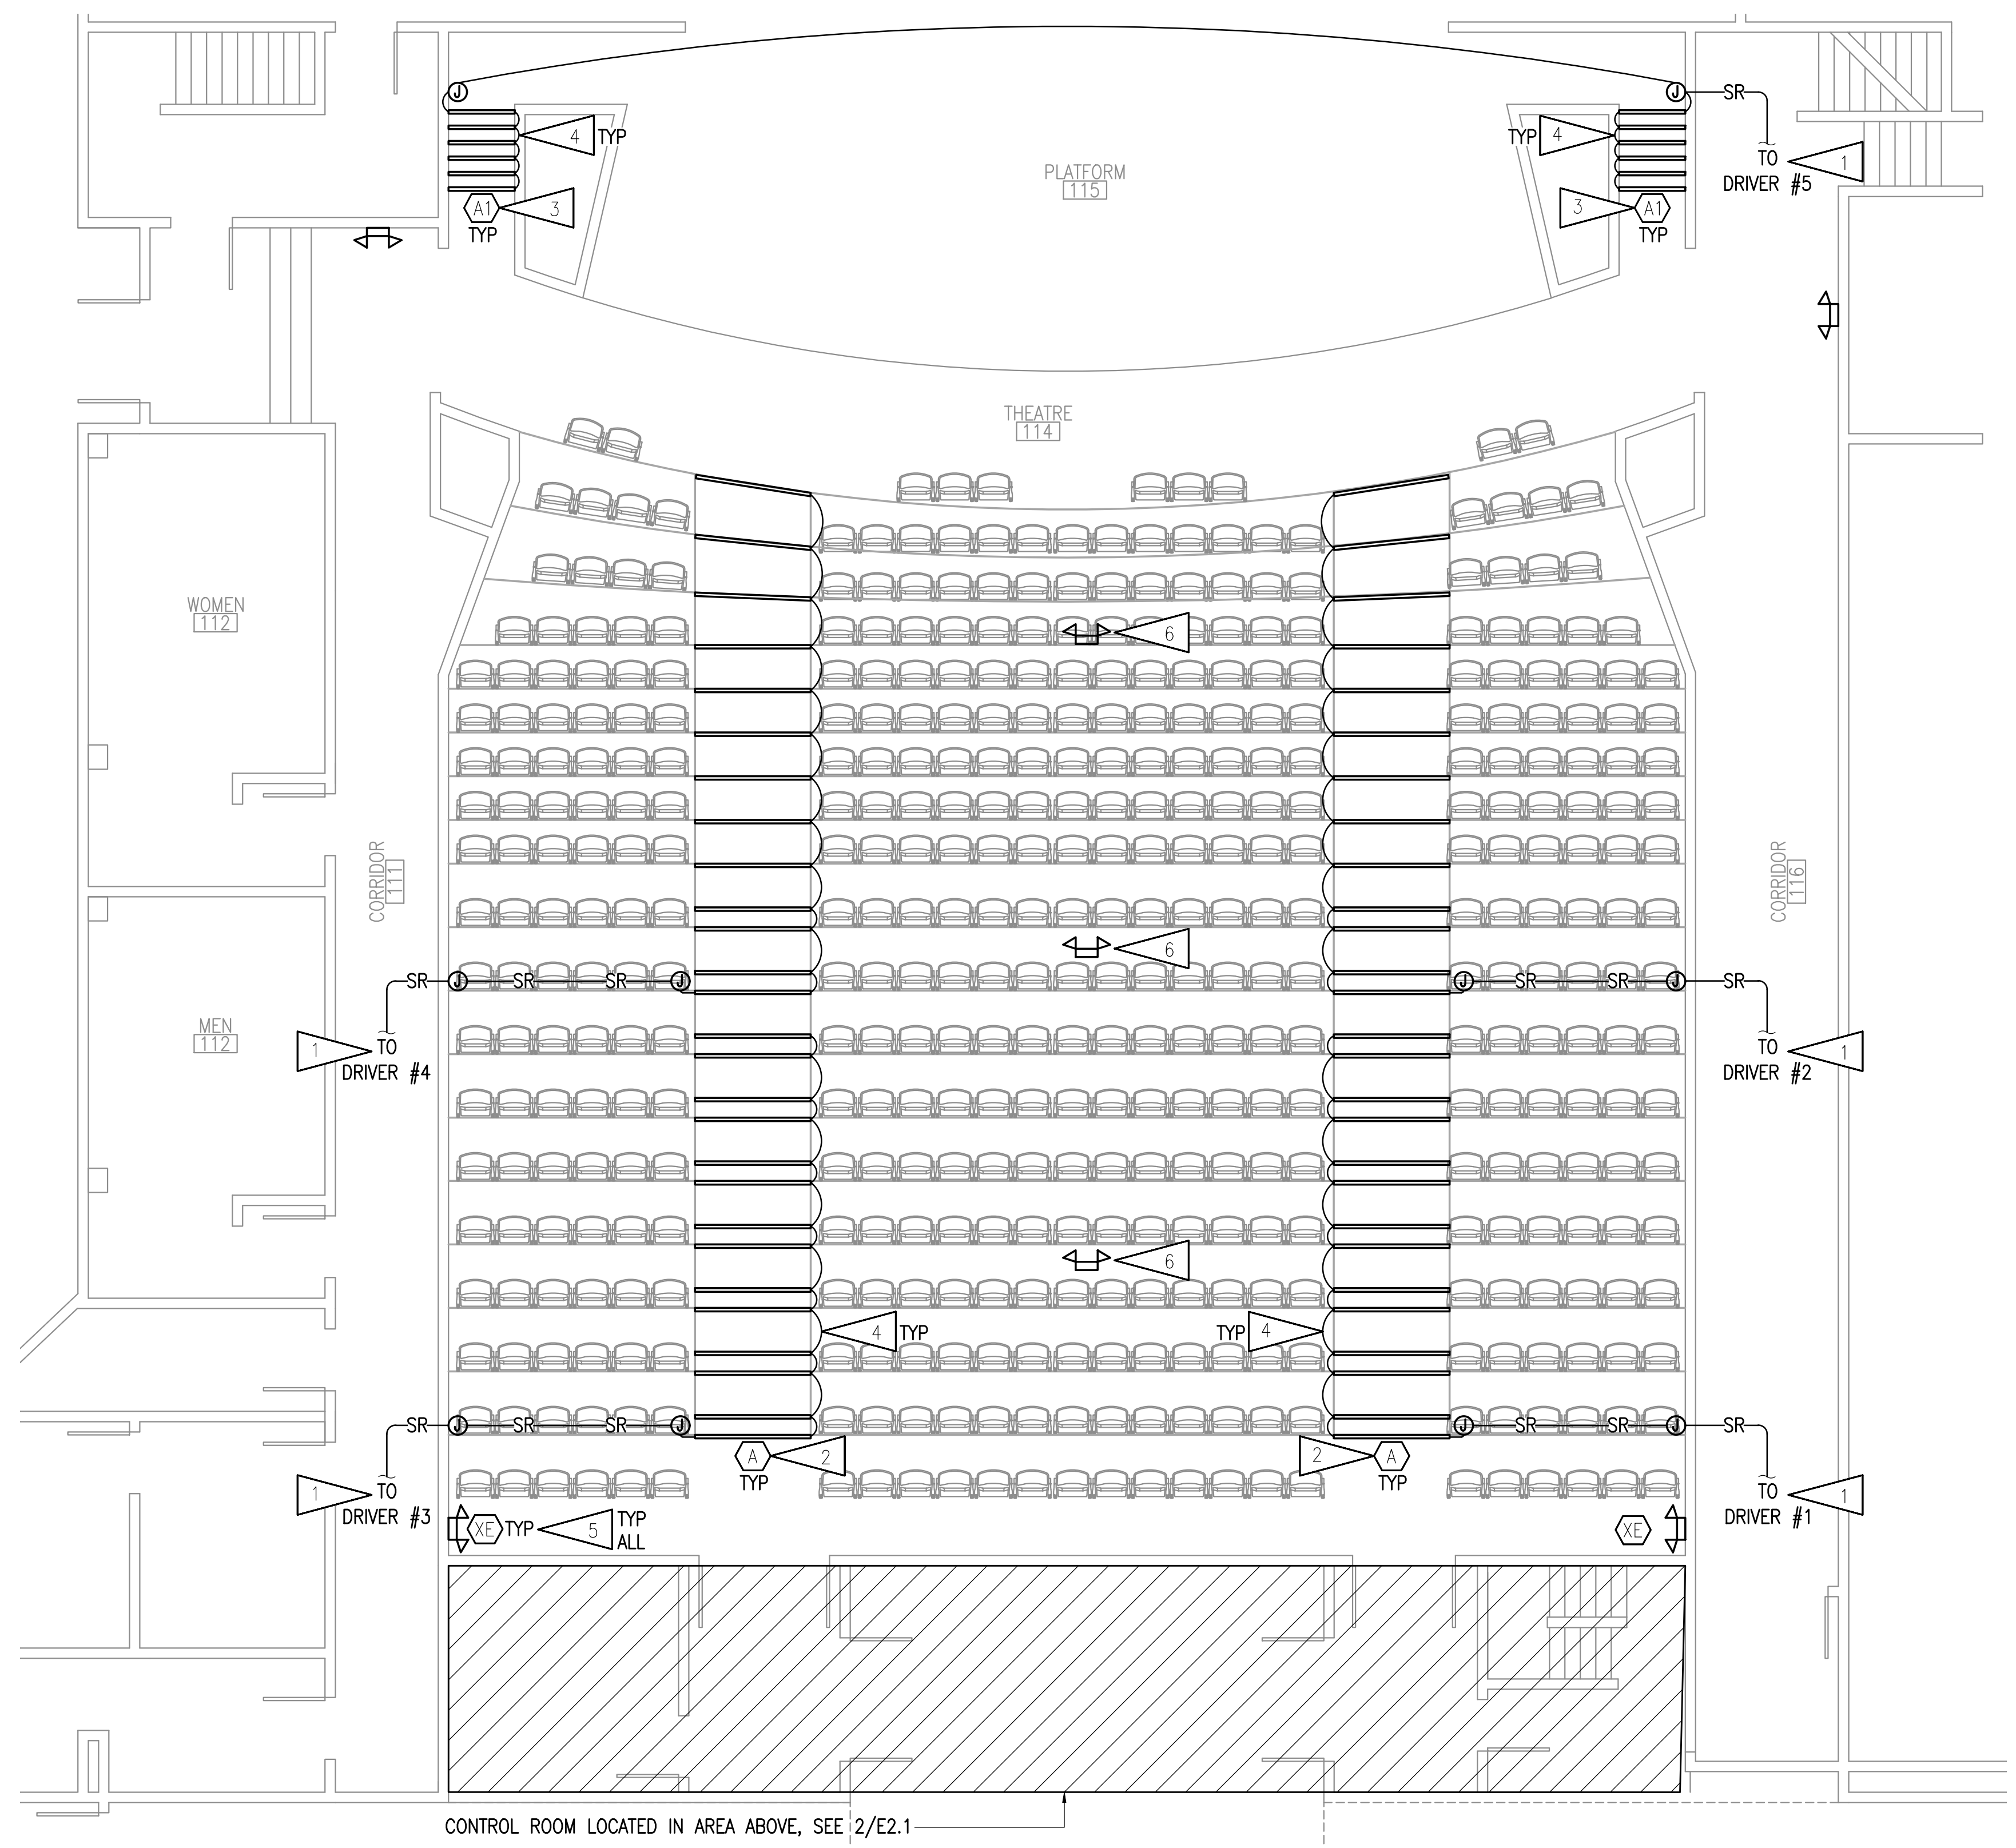 J
J
SR
4
TYP
TYP
4
TO
1
DRIVER #5
PLATFORM
115
A1
3
3
A1
TYP
TYP
THEATRE
114
WOMEN
112
6
CORRIDOR
111
CORRIDOR
116
6
SR
J
SR
SR
J
J
SR
SR
J
SR
MEN
112
1
TO
DRIVER #4
TO
1
DRIVER #2
6
4
TYP
TYP
4
SR
J
SR
SR
J
J
SR
SR
J
SR
A
2
2
A
TYP
TYP
1
TO
DRIVER #3
TO
1
DRIVER #1
XE
TYP
5
TYP
ALL
XE
CONTROL ROOM LOCATED IN AREA ABOVE, SEE 2/E2.1